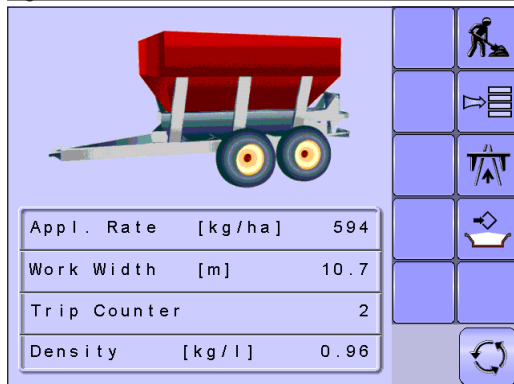 Appl. Rate [kg/ha] 594
Work Width [m] 10.7
Trip Counter 2
Density [kg/l] 0.96